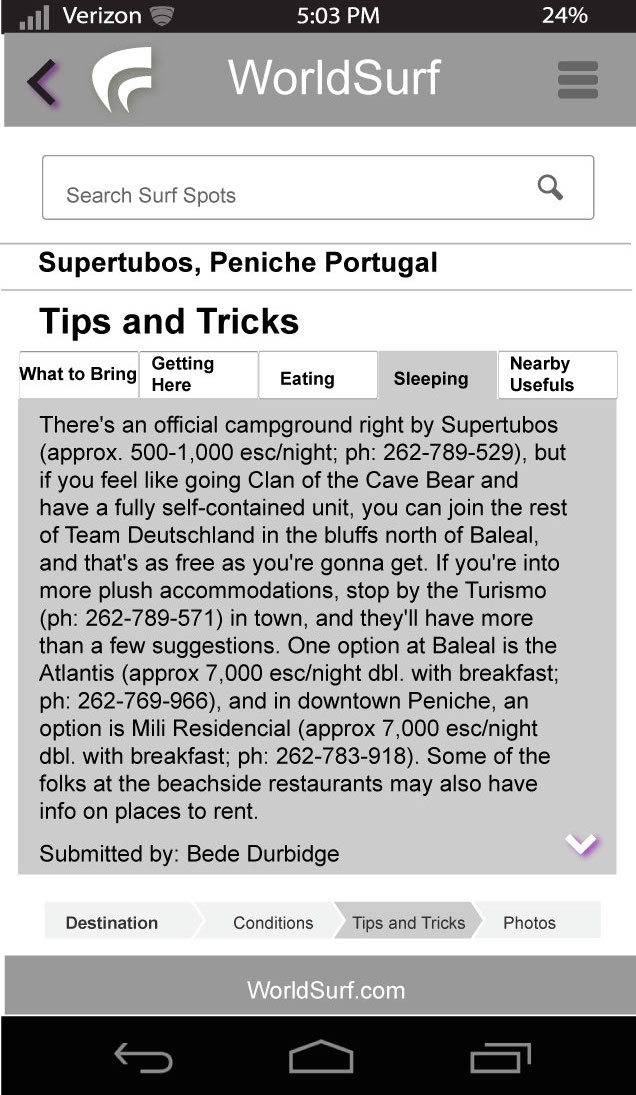 Verizon 5:03 PM 24%
WorldSurf
Search Surf Spots
Supertubos, Peniche Portugal
Tips and Tricks
What to Bring
Getting
Here
Eating
Sleeping
Nearby
Usefuls
There's an official campground right by Supertubos
(approx. 500-1,000 esc/night; ph: 262-789-529), but
if you feel like going Clan of the Cave Bear and
have a fully self-contained unit, you can join the rest
of Team Deutschland in the bluffs north of Baleal,
and that's as free as you're gonna get. If you're into
more plush accommodations, stop by the Turismo
(ph: 262-789-571) in town, and they'll have more
than a few suggestions. One option at Baleal is the
Atlantis (approx 7,000 esc/night dbl. with breakfast;
ph: 262-769-966), and in downtown Peniche, an
option is Mili Residencial (approx 7,000 esc/night
dbl. with breakfast; ph: 262-783-918). Some of the
folks at the beachside restaurants may also have
info on places to rent.
Submitted by: Bede Durbidge
Destination Conditions Tips and Tricks Photos
WorldSurf.com